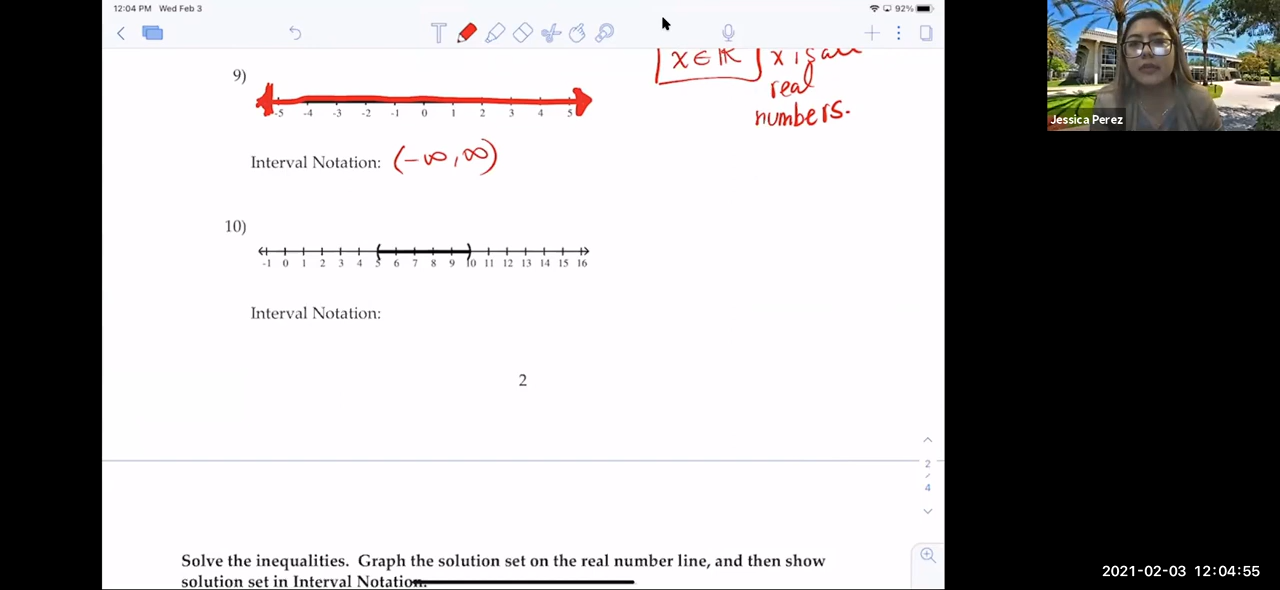 12:04 PM Wed Feb 3
92%
T
x ∈ ℝ x is all
real
numbers.
9)
-5 -4 -3 -2 -1 0 1 2 3 4 5
Interval Notation: (-∞, ∞)
10)
-1 0 1 2 3 4 5 6 7 8 9 10 11 12 13 14 15 16
Interval Notation:
2
2
/
4
Solve the inequalities. Graph the solution set on the real number line, and then show
solution set in Interval Notation.
Jessica Perez
2021-02-03 12:04:55